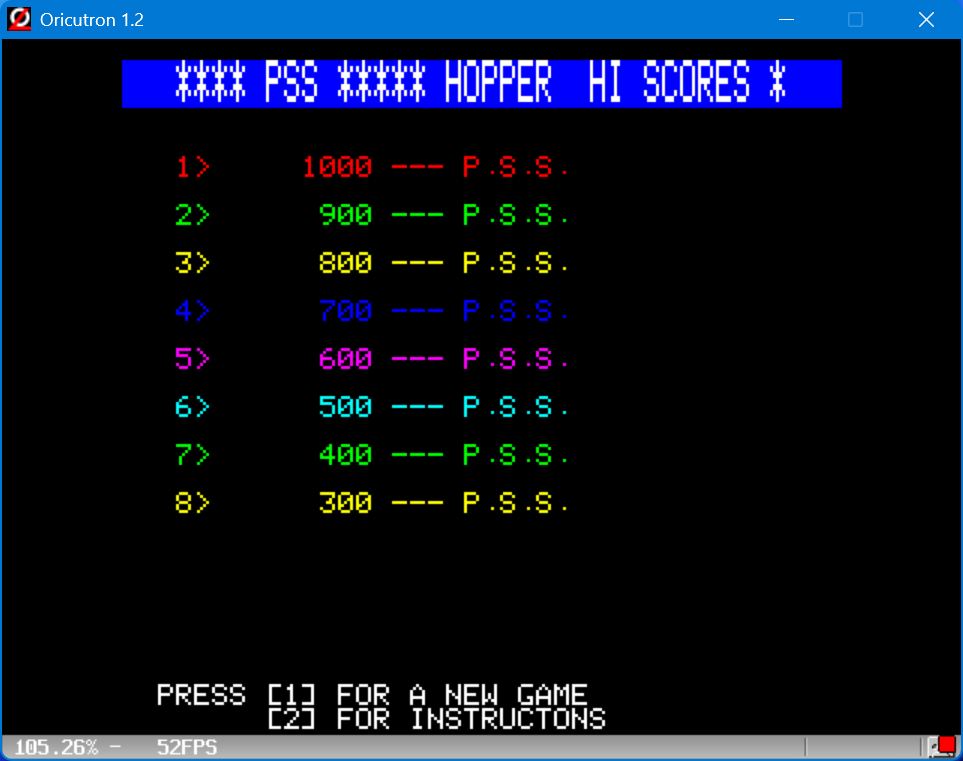 Oricutron 1.2
**** PSS ***** HOPPER HI SCORES *
1> 1000 --- P.S.S.
2> 900 --- P.S.S.
3> 800 --- P.S.S.
4> 700 --- P.S.S.
5> 600 --- P.S.S.
6> 500 --- P.S.S.
7> 400 --- P.S.S.
8> 300 --- P.S.S.
PRESS [1] FOR A NEW GAME
[2] FOR INSTRUCTONS
105.26% - 52FPS